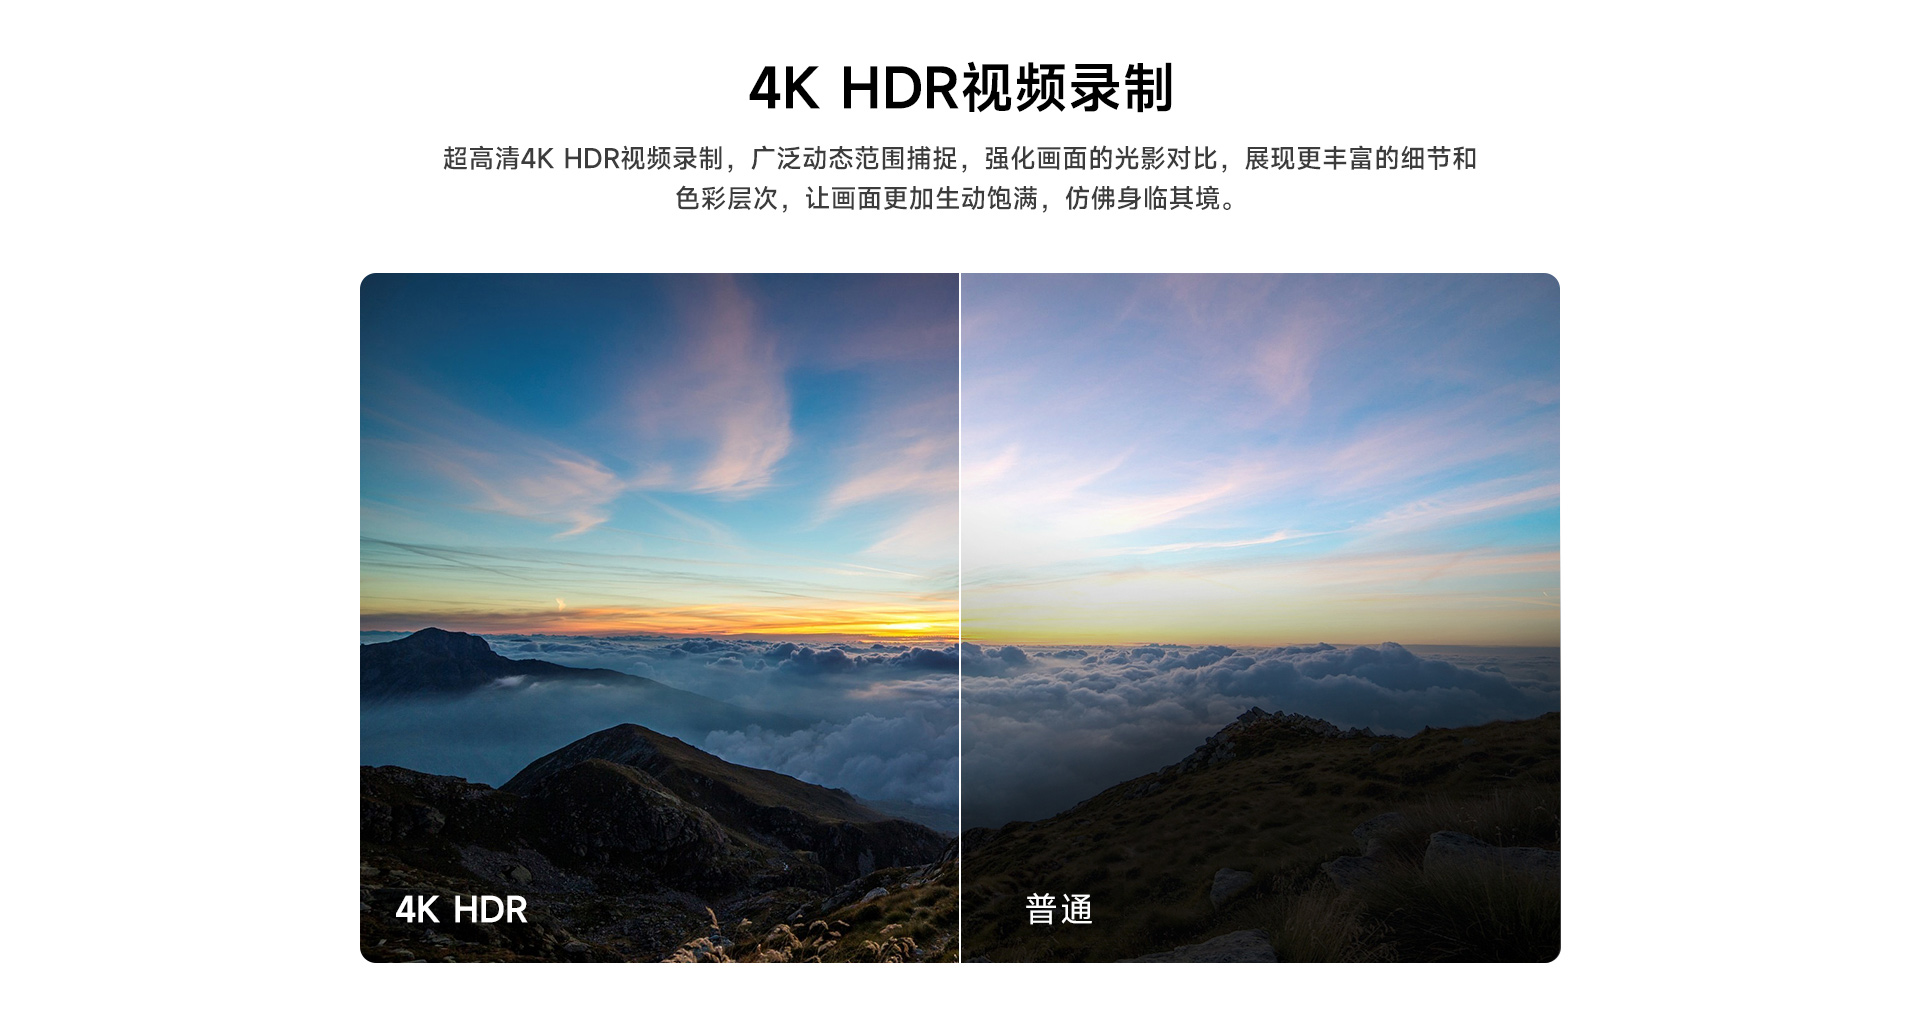 4K HDR视频录制
超高清4K HDR视频录制，广泛动态范围捕捉，强化画面的光影对比，展现更丰富的细节和
色彩层次，让画面更加生动饱满，仿佛身临其境。
4K HDR
普通